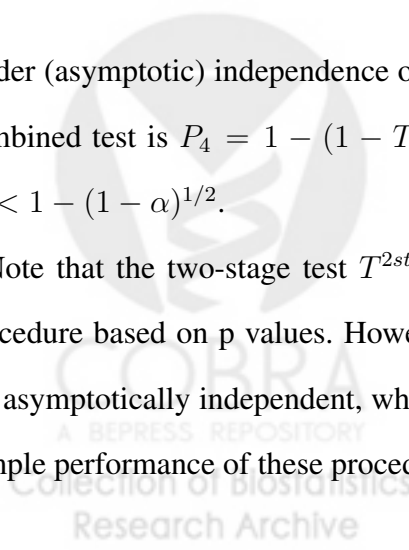 der (asymptotic) independence o
mbined test is P_4 = 1 − (1 − T
< 1 − (1 − α)^{1/2}.
Note that the two-stage test T^{2st
ocedure based on p values. Howe
asymptotically independent, wh
COBRA
A BEPRESS REPOSITORY
mple performance of these proced
Collection of Biostatistics
Research Archive